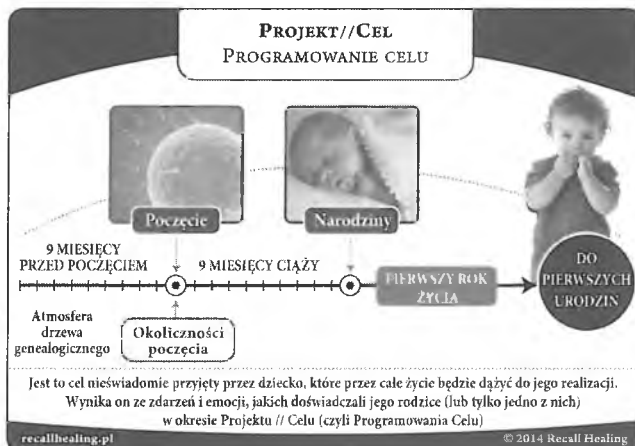 PROJEKT//CEL
PROGRAMOWANIE CELU
Poczęcie
Narodziny
9 MIESIĘCY
PRZED POCZĘCIEM
9 MIESIĘCY CIĄŻY
PIERWSZY ROK
ŻYCIA
DO
PIERWSZYCH
URODZIN
Atmosfera
drzewa
genealogicznego
Okoliczności
poczęcia
Jest to cel nieświadomie przyjęty przez dziecko, które przez całe życie będzie dążyć do jego realizacji.
Wynika on ze zdarzeń i emocji, jakich doświadczali jego rodzice (lub tylko jedno z nich)
w okresie Projektu // Celu (czyli Programowania Celu)
recallhealing.pl
© 2014 Recall Healing